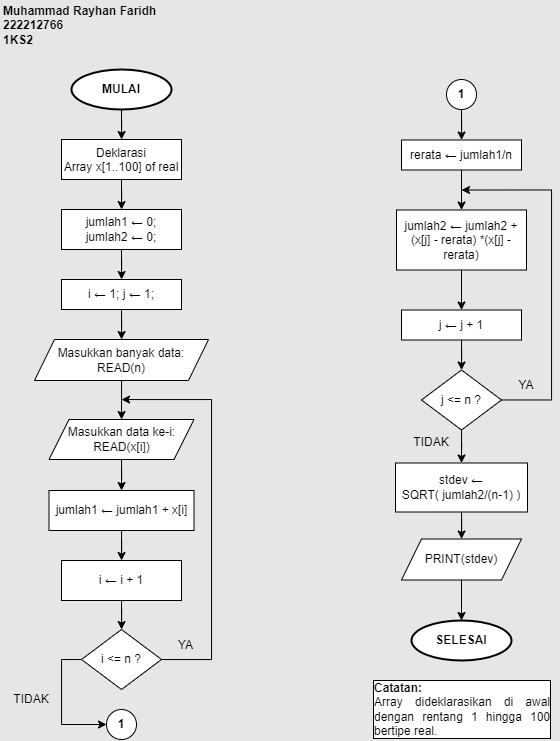 Muhammad Rayhan Faridh
222212766
1KS2
MULAI
Deklarasi
Array x[1..100] of real
jumlah1 ← 0;
jumlah2 ← 0;
i ← 1; j ← 1;
Masukkan banyak data:
READ(n)
Masukkan data ke-i:
READ(x[i])
jumlah1 ← jumlah1 + x[i]
i ← i + 1
i <= n ?
YA
TIDAK
1
1
rerata ← jumlah1/n
jumlah2 ← jumlah2 +
(x[j] - rerata) *(x[j] -
rerata)
j ← j + 1
j <= n ?
YA
TIDAK
stdev ←
SQRT( jumlah2/(n-1) )
PRINT(stdev)
SELESAI
Catatan:
Array dideklarasikan di awal
dengan rentang 1 hingga 100
bertipe real.